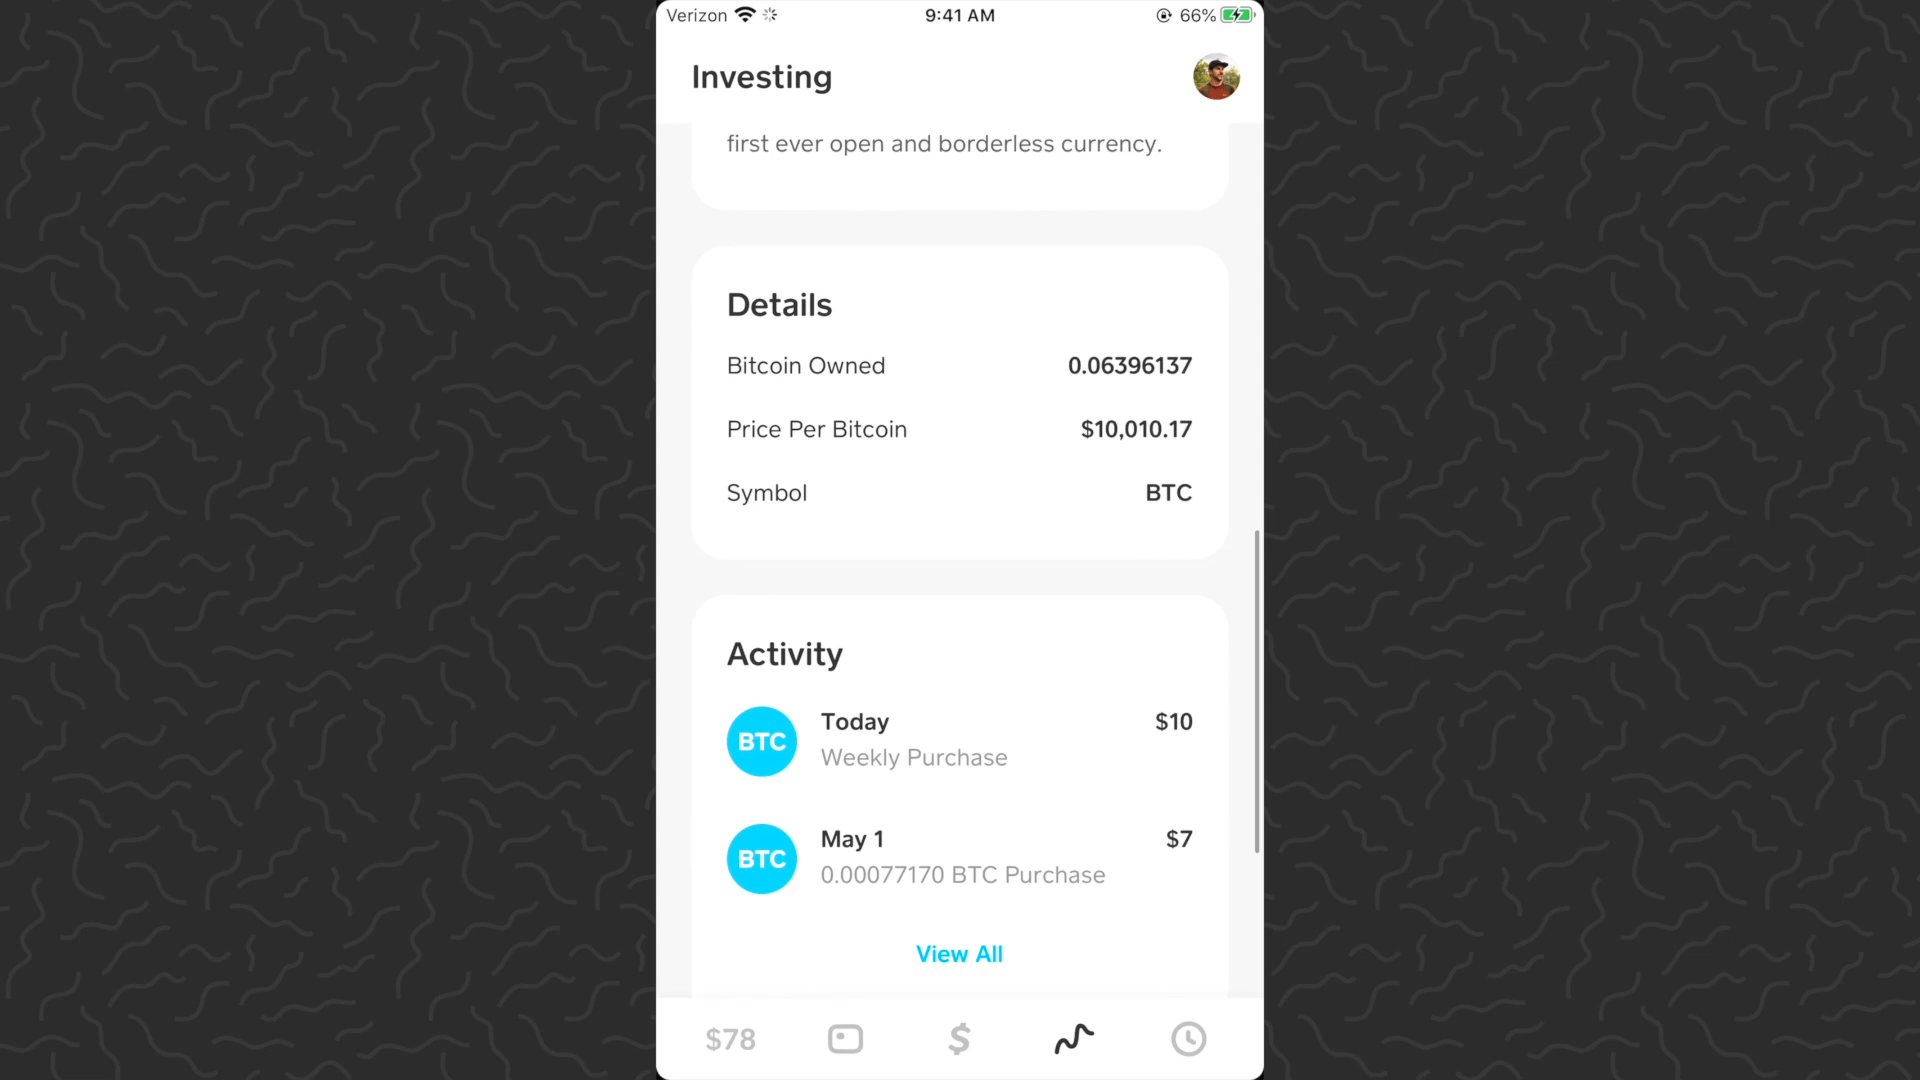 Verizon 9:41 AM 66%
Investing
first ever open and borderless currency.
Details
Bitcoin Owned 0.06396137
Price Per Bitcoin $10,010.17
Symbol BTC
Activity
BTC Today $10
Weekly Purchase
BTC May 1 $7
0.00077170 BTC Purchase
View All
$78 $